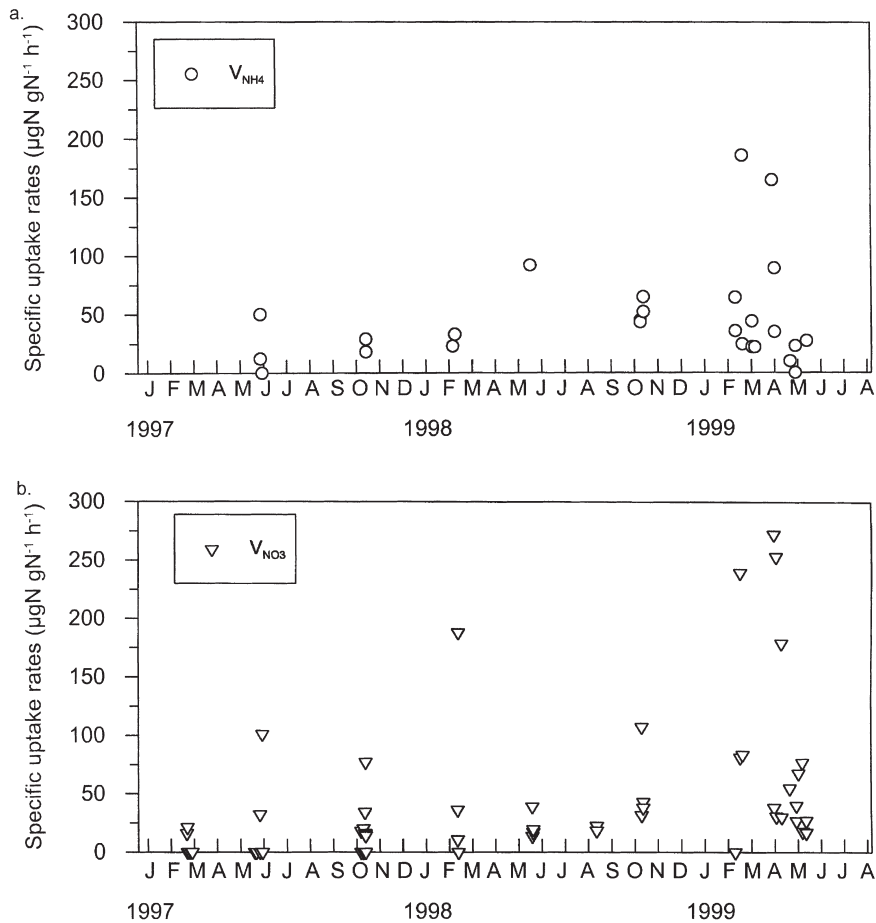 a.
Specific uptake rates (µgN gN⁻¹ h⁻¹)
300
250
200
150
100
50
0
V_NH4
J F M A M J J A S O N D J F M A M J J A S O N D J F M A M J J A
1997 1998 1999
b.
Specific uptake rates (µgN gN⁻¹ h⁻¹)
300
250
200
150
100
50
0
V_NO3
J F M A M J J A S O N D J F M A M J J A S O N D J F M A M J J A
1997 1998 1999